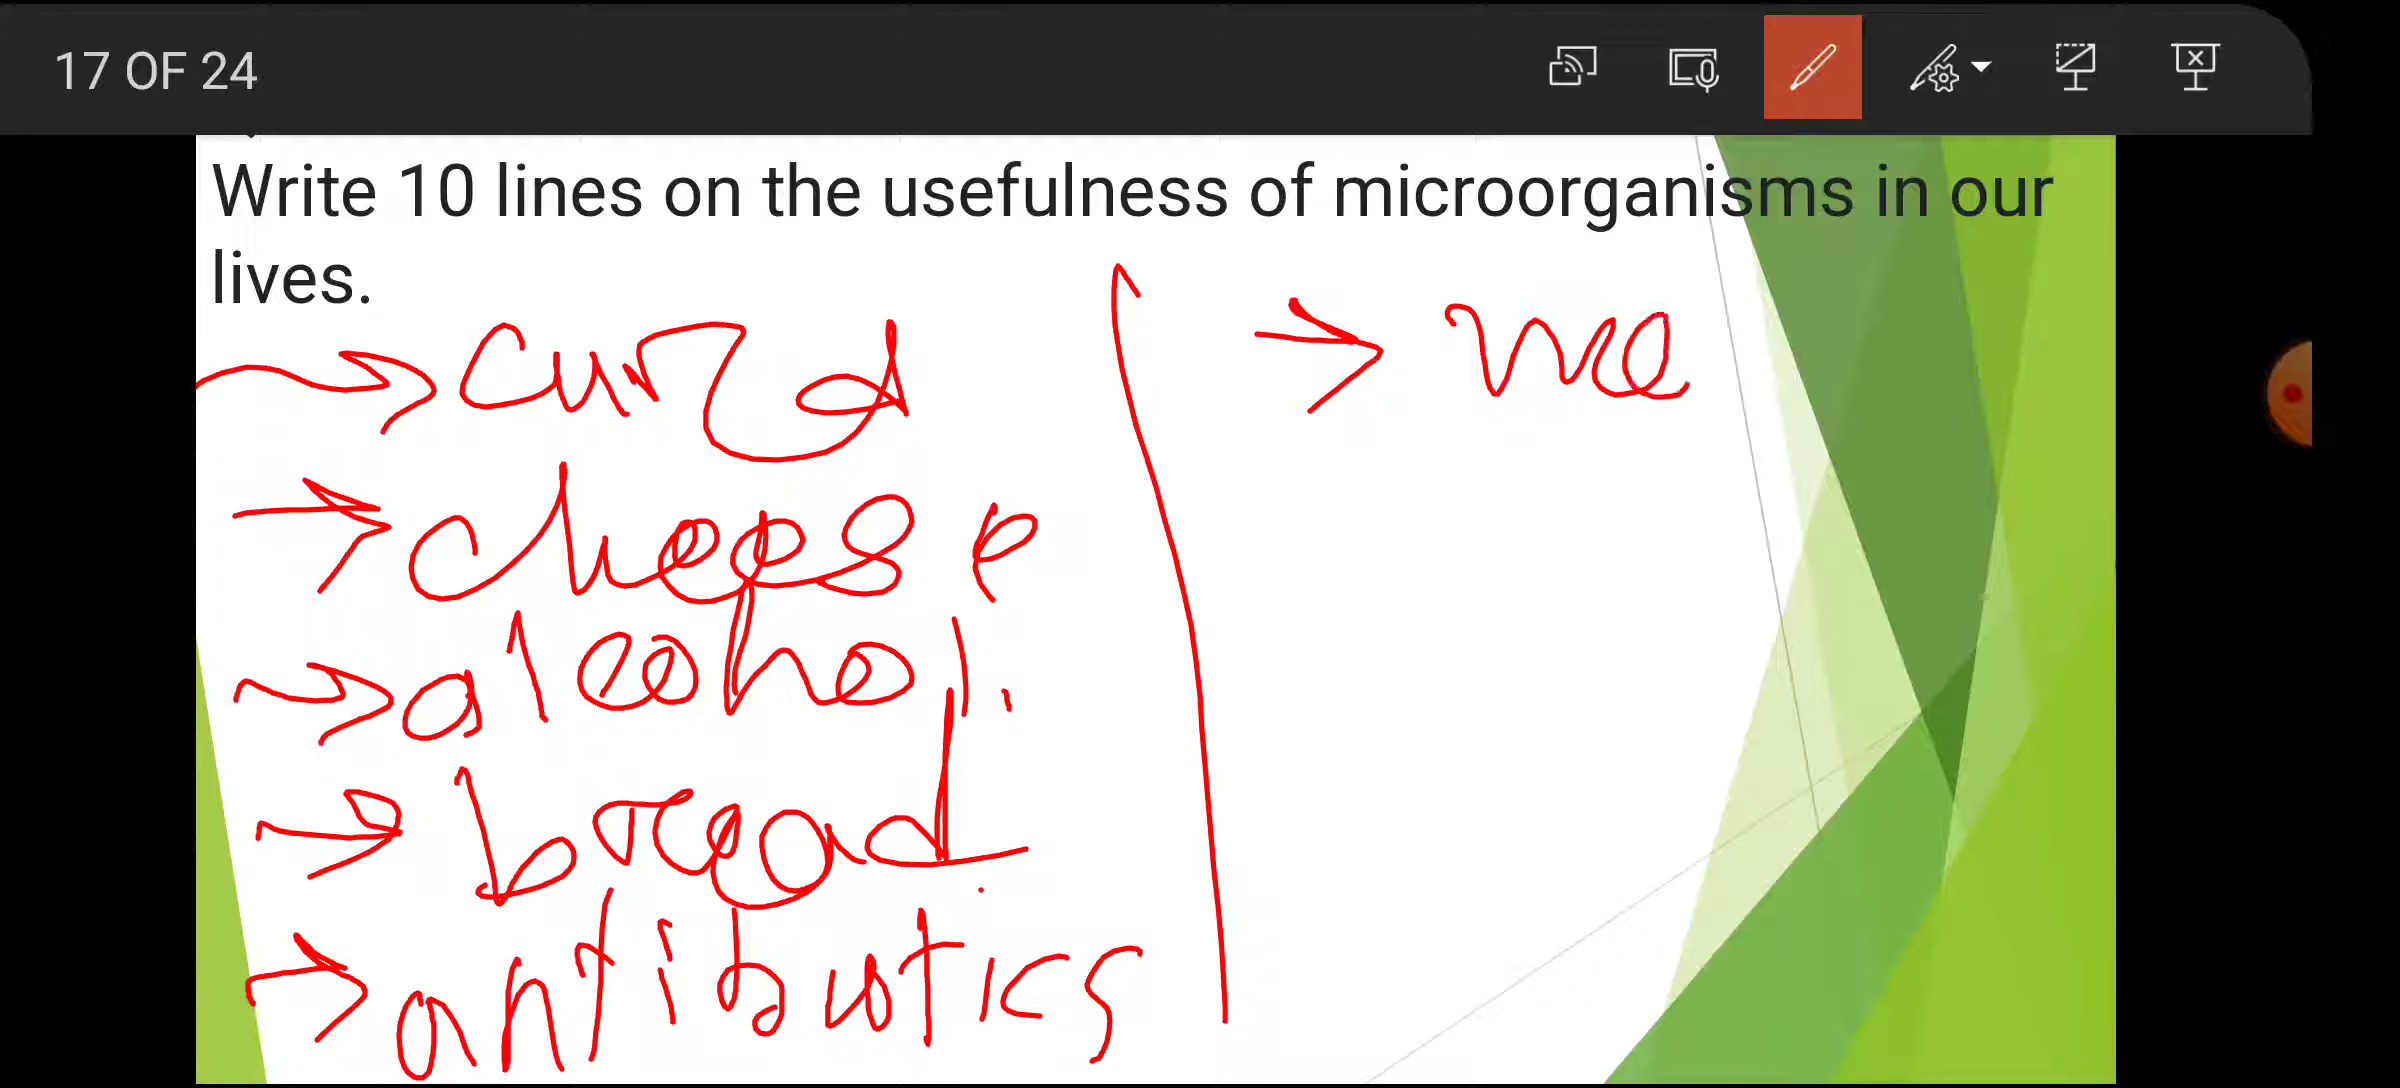 17 OF 24
Write 10 lines on the usefulness of microorganisms in our
lives.
→ curd
→ cheese
→ alcohol.
→ bread
→ antibiotics
→ me